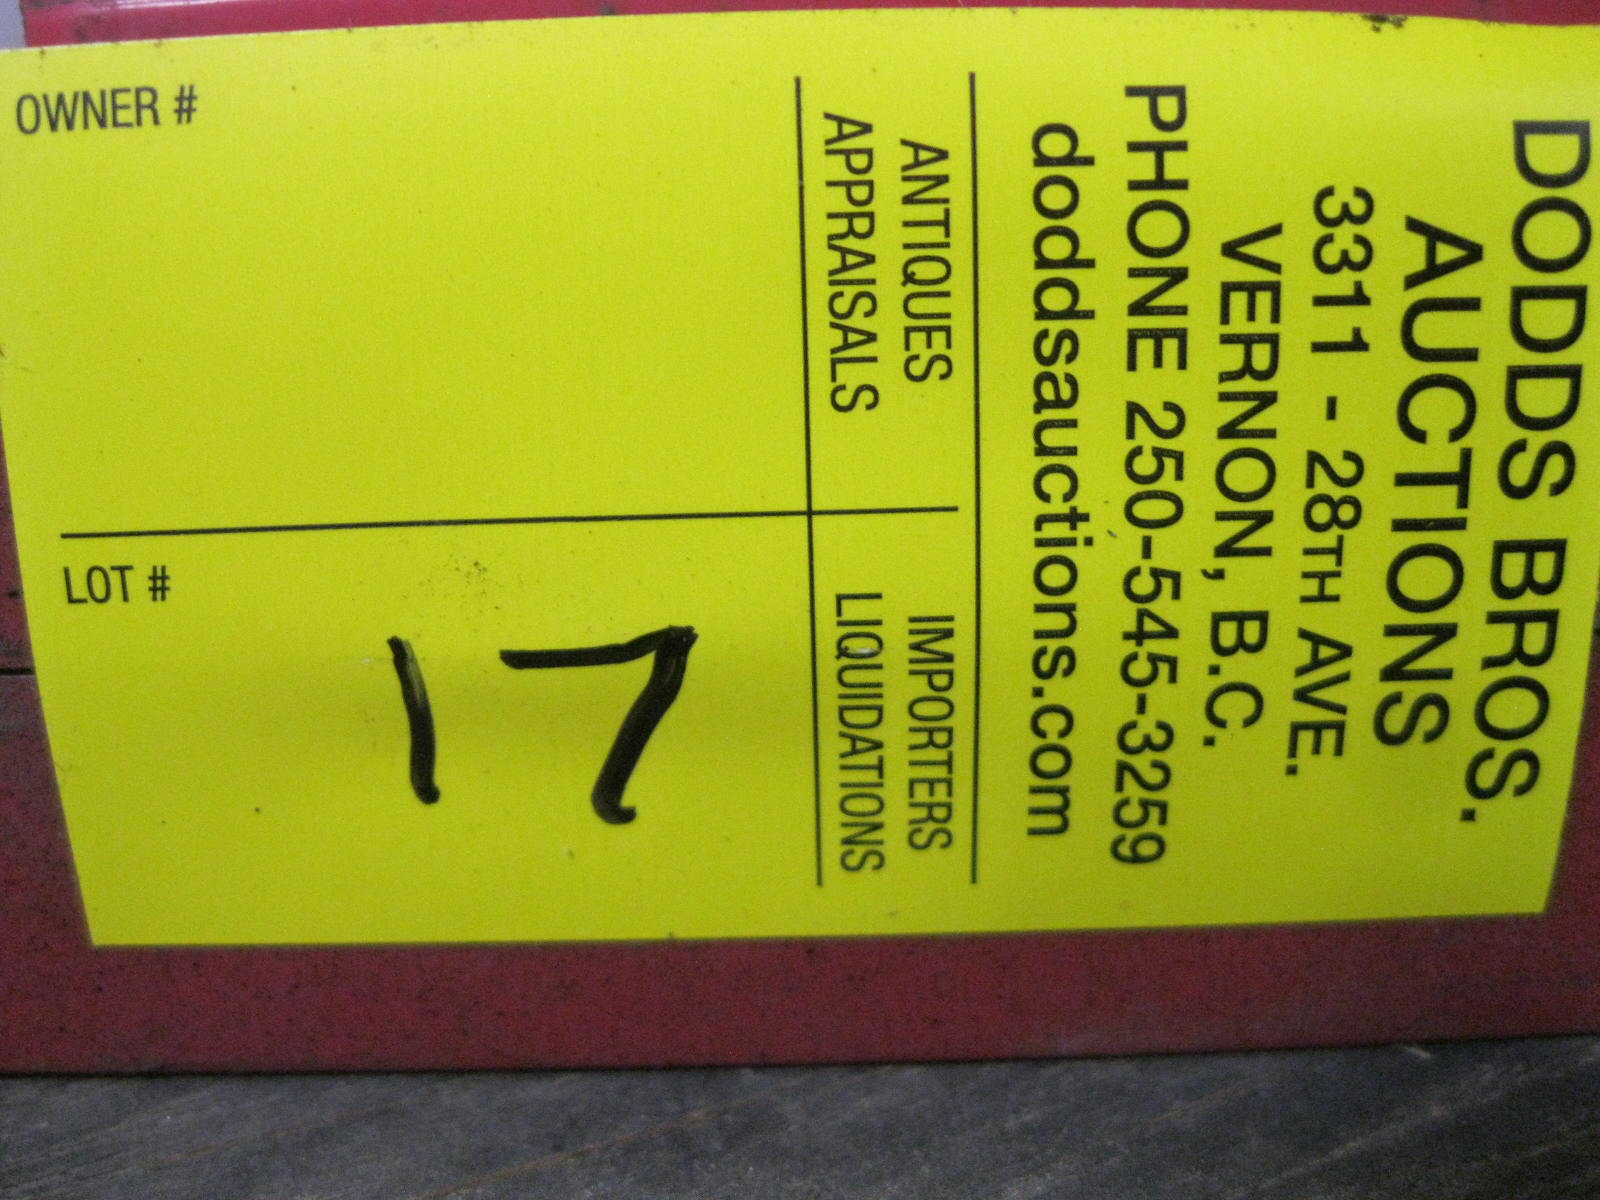 DODDS BROS.
AUCTIONS
3311 - 28TH AVE.
VERNON, B.C.
PHONE 250-545-3259
doddsauctions.com
ANTIQUES
APPRAISALS
IMPORTERS
LIQUIDATIONS
OWNER #
LOT #
17